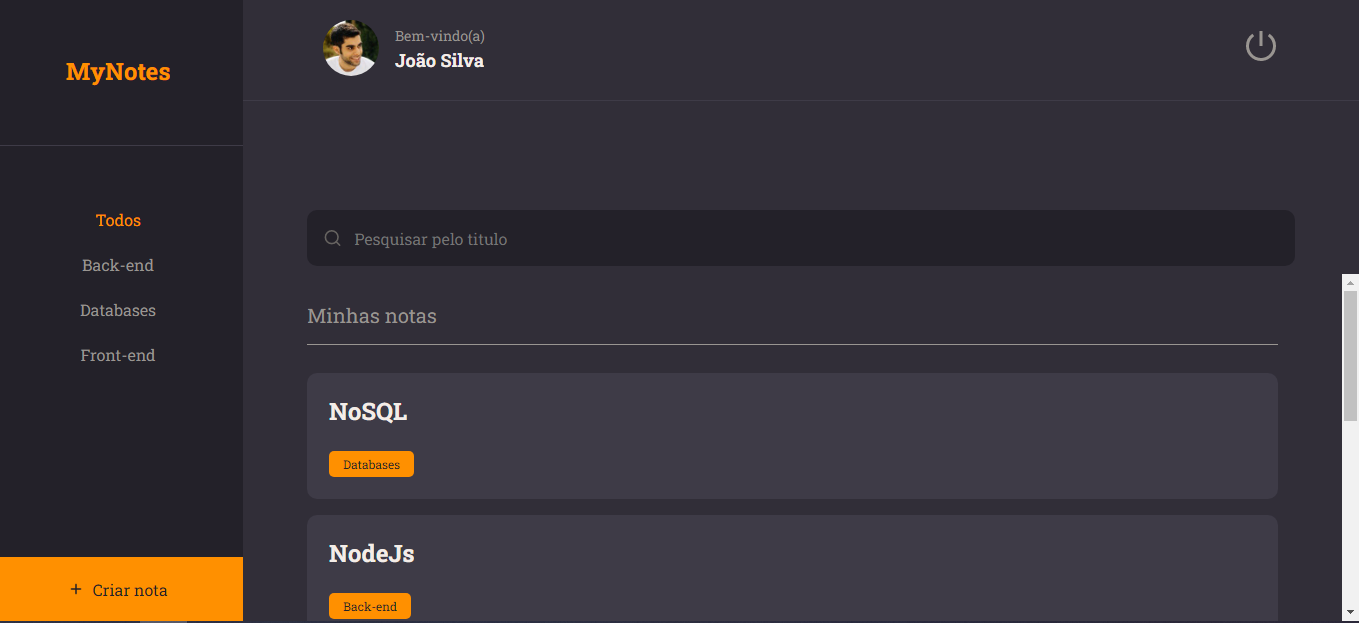 MyNotes
Bem-vindo(a)
João Silva
Todos
Back-end
Databases
Front-end
+ Criar nota
Pesquisar pelo titulo
Minhas notas
NoSQL
Databases
NodeJs
Back-end